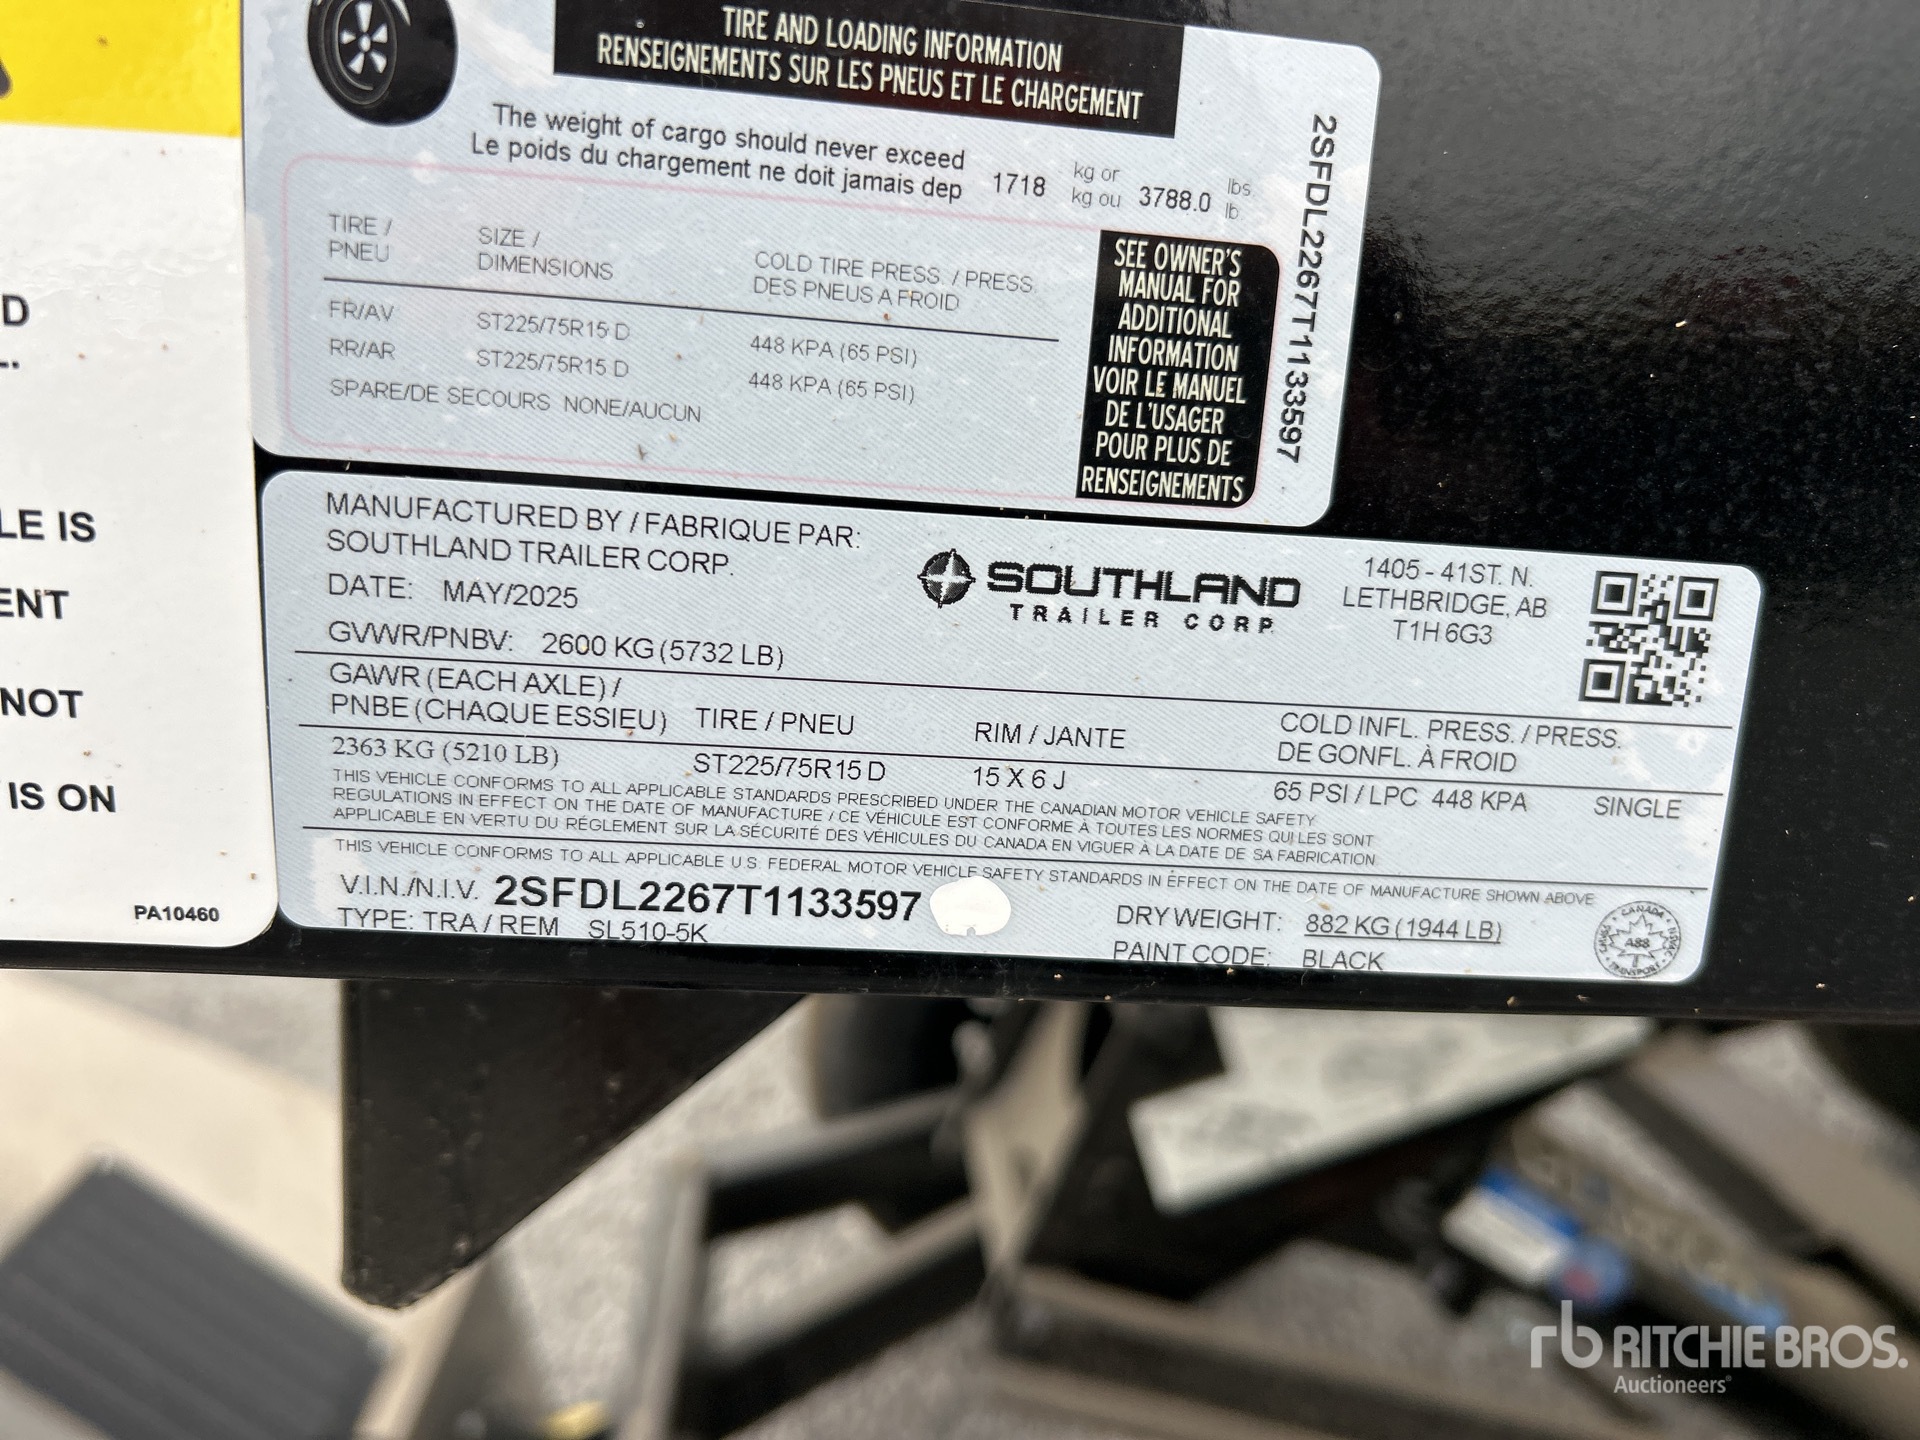 TIRE AND LOADING INFORMATION
RENSEIGNEMENTS SUR LES PNEUS ET LE CHARGEMENT
The weight of cargo should never exceed
Le poids du chargement ne doit jamais dep
1718 kg or 3788.0 lbs.
kg ou lb.
TIRE / PNEU SIZE / DIMENSIONS COLD TIRE PRESS. / PRESS. DES PNEUS A FROID
FR/AV ST225/75R15 D 448 KPA (65 PSI)
RR/AR ST225/75R15 D 448 KPA (65 PSI)
SPARE/DE SECOURS NONE/AUCUN
SEE OWNER'S
MANUAL FOR
ADDITIONAL
INFORMATION
VOIR LE MANUEL
DE L'USAGER
POUR PLUS DE
RENSEIGNEMENTS
2SFDL2267T1133597
D
L.
LE IS
ENT
NOT
IS ON
PA10460
MANUFACTURED BY / FABRIQUE PAR:
SOUTHLAND TRAILER CORP.
DATE: MAY/2025
GVWR/PNBV: 2600 KG (5732 LB)
SOUTHLAND
TRAILER CORP
1405 - 41ST. N.
LETHBRIDGE, AB
T1H 6G3
GAWR (EACH AXLE) /
PNBE (CHAQUE ESSIEU) TIRE / PNEU RIM / JANTE COLD INFL. PRESS. / PRESS.
DE GONFL. À FROID
2363 KG (5210 LB) ST225/75R15 D 15 X 6 J 65 PSI / LPC 448 KPA SINGLE
THIS VEHICLE CONFORMS TO ALL APPLICABLE STANDARDS PRESCRIBED UNDER THE CANADIAN MOTOR VEHICLE SAFETY
REGULATIONS IN EFFECT ON THE DATE OF MANUFACTURE / CE VÉHICULE EST CONFORME À TOUTES LES NORMES QUI LES SONT
APPLICABLE EN VERTU DU RÉGLEMENT SUR LA SÉCURITÉ DES VÉHICULES DU CANADA EN VIGUER À LA DATE DE SA FABRICATION
THIS VEHICLE CONFORMS TO ALL APPLICABLE U.S. FEDERAL MOTOR VEHICLE SAFETY STANDARDS IN EFFECT ON THE DATE OF MANUFACTURE SHOWN ABOVE
V.I.N./N.I.V. 2SFDL2267T1133597
TYPE: TRA / REM SL510-5K
DRY WEIGHT: 882 KG (1944 LB)
PAINT CODE: BLACK
CANADA
TRANSPORT
rb RITCHIE BROS.
Auctioneers